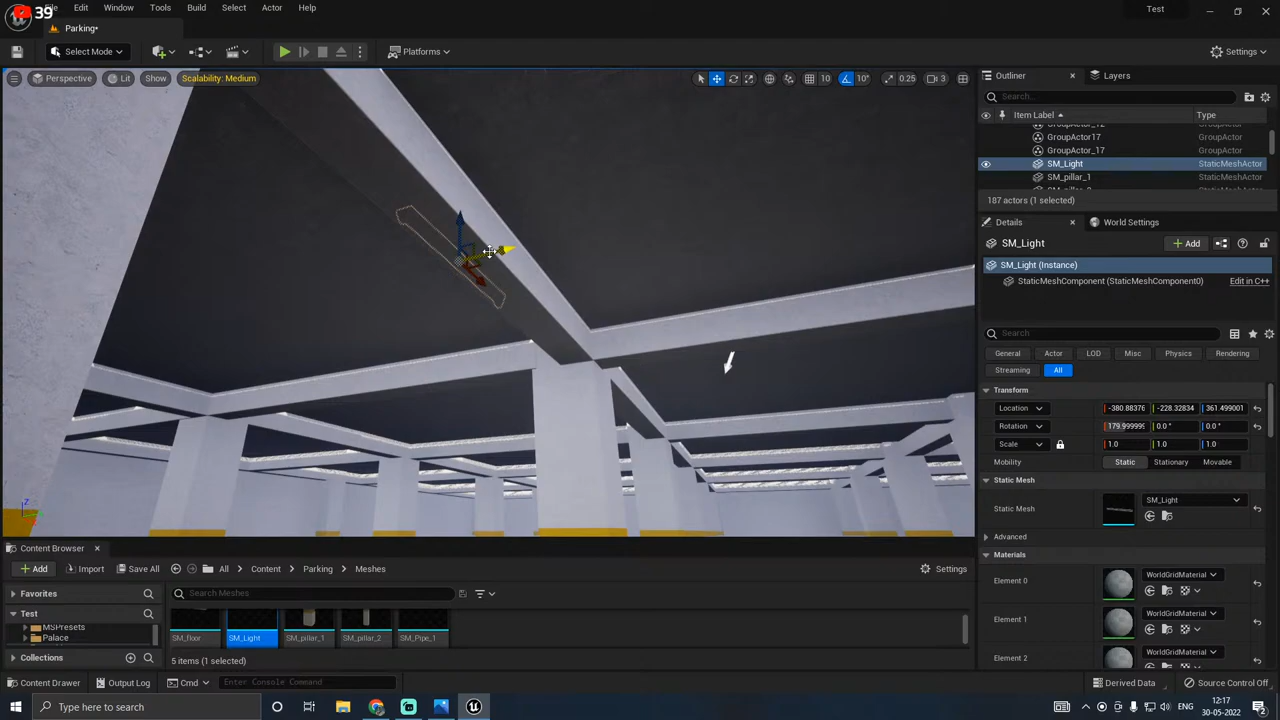 39
File Edit Window Tools Build Select Actor Help
Test
Parking*
Select Mode
Platforms
Settings
Perspective Lit Show Scalability: Medium
10 10° 0.25 3
Outliner Layers
Search...
Item Label Type
GroupActor_12 GroupActor
GroupActor17 GroupActor
GroupActor_17 GroupActor
SM_Light StaticMeshActor
SM_pillar_1 StaticMeshActor
187 actors (1 selected)
Details World Settings
SM_Light
Add
SM_Light (Instance)
StaticMeshComponent (StaticMeshComponent0) Edit in C++
Search
General Actor LOD Misc Physics Rendering
Streaming All
Transform
Location -380.88376 -228.32834 361.499001
Rotation 179.999999 0.0 ° 0.0 °
Scale 1.0 1.0 1.0
Mobility Static Stationary Movable
Static Mesh
Static Mesh SM_Light
Advanced
Materials
Element 0 WorldGridMaterial
Element 1 WorldGridMaterial
Element 2 WorldGridMaterial
Z
Content Browser
Add Import Save All All Content Parking Meshes Settings
Favorites
Search Meshes
Test
MSPresets
Palace
Collections
SM_floor SM_Light SM_pillar_1 SM_pillar_2 SM_Pipe_1
5 items (1 selected)
Content Drawer Output Log Cmd Enter Console Command Derived Data Source Control Off
Type here to search
ENG
12:17
30-05-2022
2